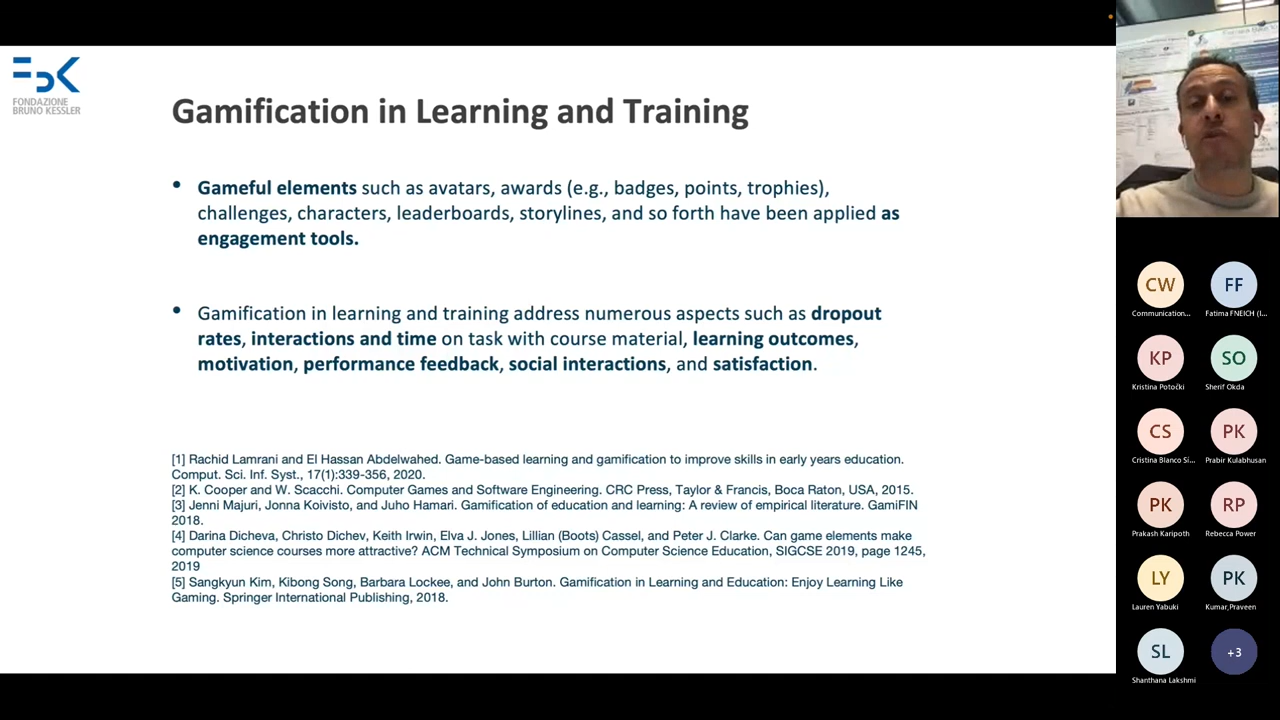 FONDAZIONE
BRUNO KESSLER
Gamification in Learning and Training
• Gameful elements such as avatars, awards (e.g., badges, points, trophies),
challenges, characters, leaderboards, storylines, and so forth have been applied as
engagement tools.
• Gamification in learning and training address numerous aspects such as dropout
rates, interactions and time on task with course material, learning outcomes,
motivation, performance feedback, social interactions, and satisfaction.
[1] Rachid Lamrani and El Hassan Abdelwahed. Game-based learning and gamification to improve skills in early years education.
Comput. Sci. Inf. Syst., 17(1):339-356, 2020.
[2] K. Cooper and W. Scacchi. Computer Games and Software Engineering. CRC Press, Taylor & Francis, Boca Raton, USA, 2015.
[3] Jenni Majuri, Jonna Koivisto, and Juho Hamari. Gamification of education and learning: A review of empirical literature. GamiFIN
2018.
[4] Darina Dicheva, Christo Dichev, Keith Irwin, Elva J. Jones, Lillian (Boots) Cassel, and Peter J. Clarke. Can game elements make
computer science courses more attractive? ACM Technical Symposium on Computer Science Education, SIGCSE 2019, page 1245,
2019
[5] Sangkyun Kim, Kibong Song, Barbara Lockee, and John Burton. Gamification in Learning and Education: Enjoy Learning Like
Gaming. Springer International Publishing, 2018.
CW FF
Communication... Fatima FNEICH (I...
KP SO
Kristina Potočki Sherif Okda
CS PK
Cristina Blanco Sí... Prabir Kulabhusan
PK RP
Prakash Karipoth Rebecca Power
LY PK
Lauren Yabuki Kumar,Praveen
SL +3
Shanthana Lakshmi